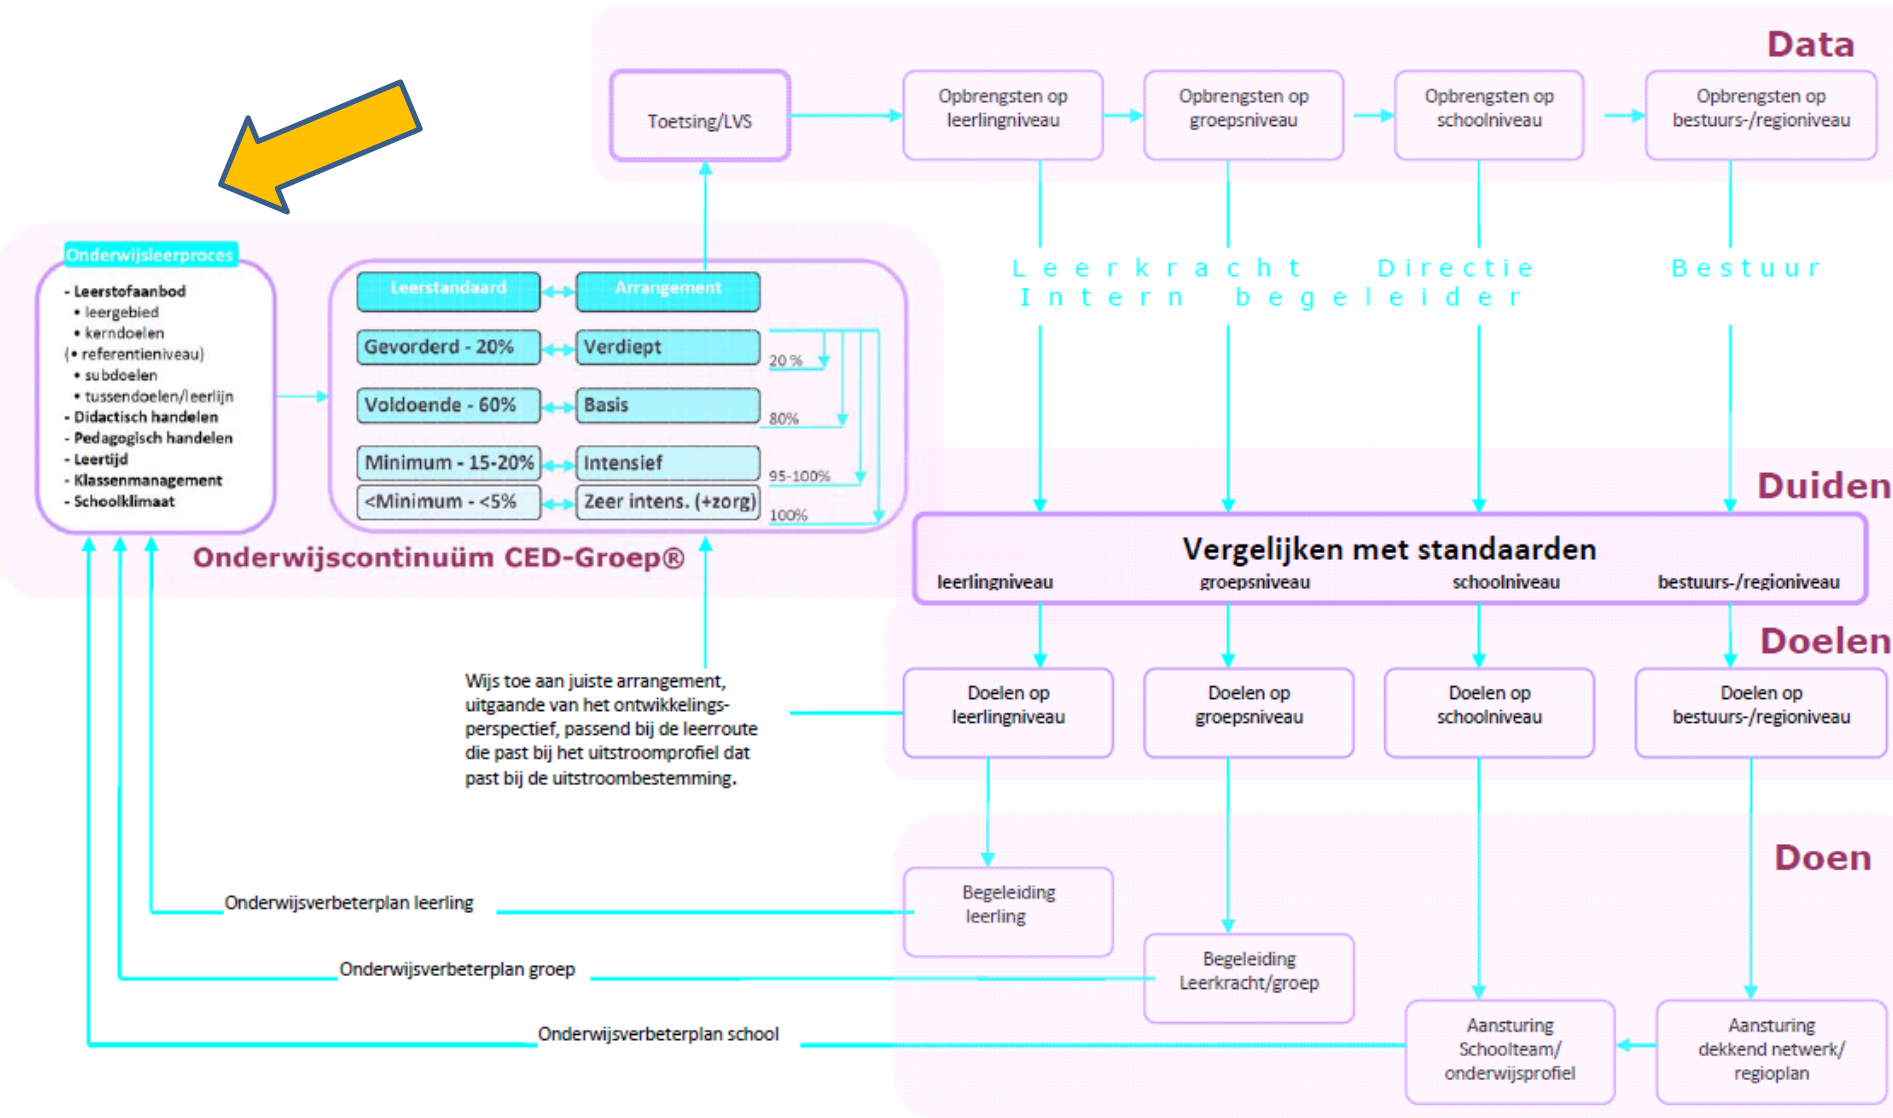 Data
Toetsing/LVS
Opbrengsten op
leerlingniveau
Opbrengsten op
groepsniveau
Opbrengsten op
schoolniveau
Opbrengsten op
bestuurs-/regioniveau
Leerkracht
Intern begeleider
Directie
Bestuur
Onderwijsleerproces
- Leerstofaanbod
• leergebied
• kerndoelen
(• referentieniveau)
• subdoelen
• tussendoelen/leerlijn
- Didactisch handelen
- Pedagogisch handelen
- Leertijd
- Klassenmanagement
- Schoolklimaat
Leerstandaard
Arrangement
Gevorderd - 20%
Verdiept
20 %
Voldoende - 60%
Basis
80%
Minimum - 15-20%
Intensief
95-100%
<Minimum - <5%
Zeer intens. (+zorg)
100%
Onderwijscontinuüm CED-Groep®
Duiden
Vergelijken met standaarden
leerlingniveau
groepsniveau
schoolniveau
bestuurs-/regioniveau
Doelen
Wijs toe aan juiste arrangement,
uitgaande van het ontwikkelings-
perspectief, passend bij de leerroute
die past bij het uitstroomprofiel dat
past bij de uitstroombestemming.
Doelen op
leerlingniveau
Doelen op
groepsniveau
Doelen op
schoolniveau
Doelen op
bestuurs-/regioniveau
Doen
Onderwijsverbeterplan leerling
Begeleiding
leerling
Onderwijsverbeterplan groep
Begeleiding
Leerkracht/groep
Onderwijsverbeterplan school
Aansturing
Schoolteam/
onderwijsprofiel
Aansturing
dekkend netwerk/
regioplan